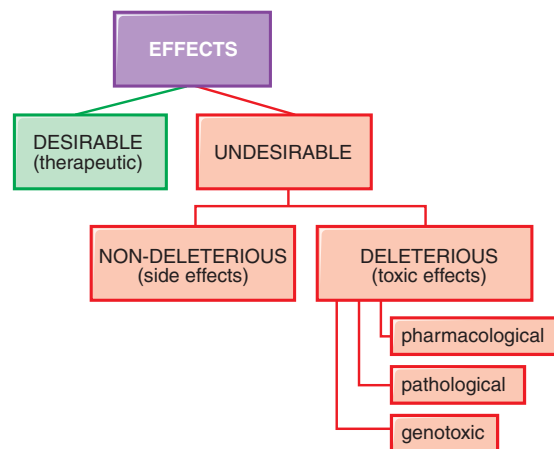 EFFECTS
DESIRABLE
(therapeutic)
UNDESIRABLE
NON-DELETERIOUS
(side effects)
DELETERIOUS
(toxic effects)
pharmacological
pathological
genotoxic